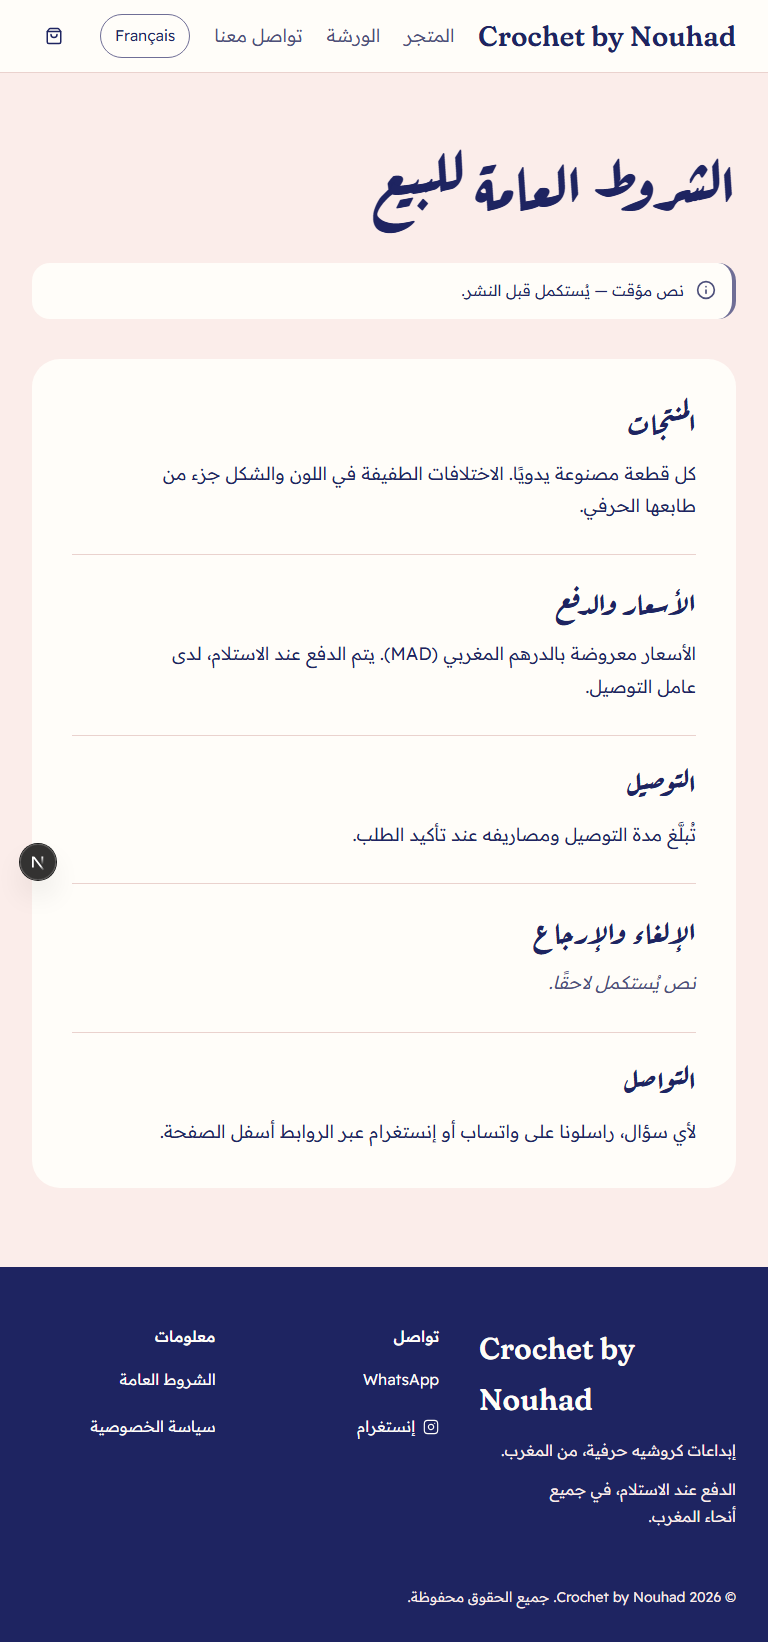 Crochet by Nouhad
المتجر
الورشة
تواصل معنا
Français
الشروط العامة للبيع
نص مؤقت — يُستكمل قبل النشر.
المنتجات
كل قطعة مصنوعة يدويًا. الاختلافات الطفيفة في اللون والشكل جزء من
طابعها الحرفي.
الأسعار والدفع
الأسعار معروضة بالدرهم المغربي (MAD). يتم الدفع عند الاستلام، لدى
عامل التوصيل.
التوصيل
تُبلَّغ مدة التوصيل ومصاريفه عند تأكيد الطلب.
N
الإلغاء والإرجاع
نص يُستكمل لاحقًا.
التواصل
لأي سؤال، راسلونا على واتساب أو إنستغرام عبر الروابط أسفل الصفحة.
Crochet by
Nouhad
إبداعات كروشيه حرفية، من المغرب.
الدفع عند الاستلام، في جميع
أنحاء المغرب.
تواصل
WhatsApp
إنستغرام
معلومات
الشروط العامة
سياسة الخصوصية
© 2026 Crochet by Nouhad. جميع الحقوق محفوظة.